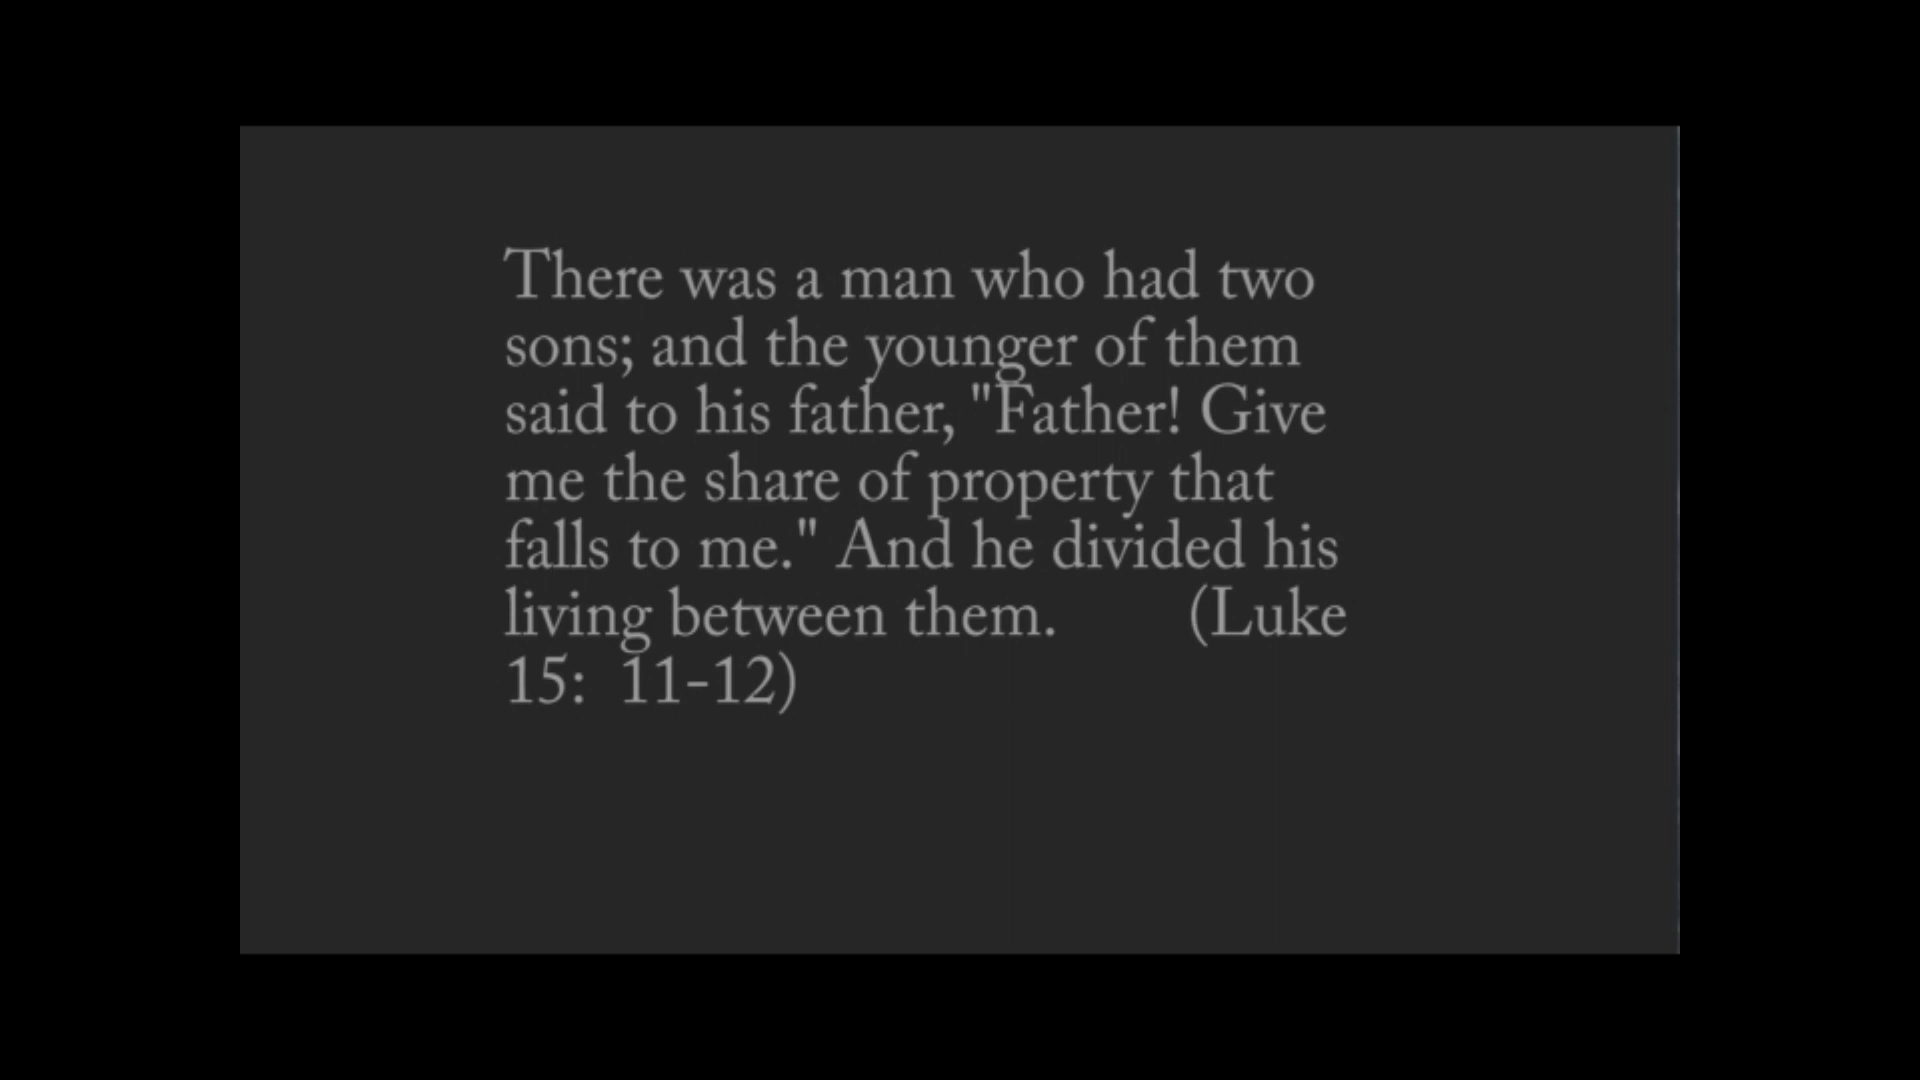 There was a man who had two
sons; and the younger of them
said to his father, "Father! Give
me the share of property that
falls to me." And he divided his
living between them. (Luke
15: 11-12)